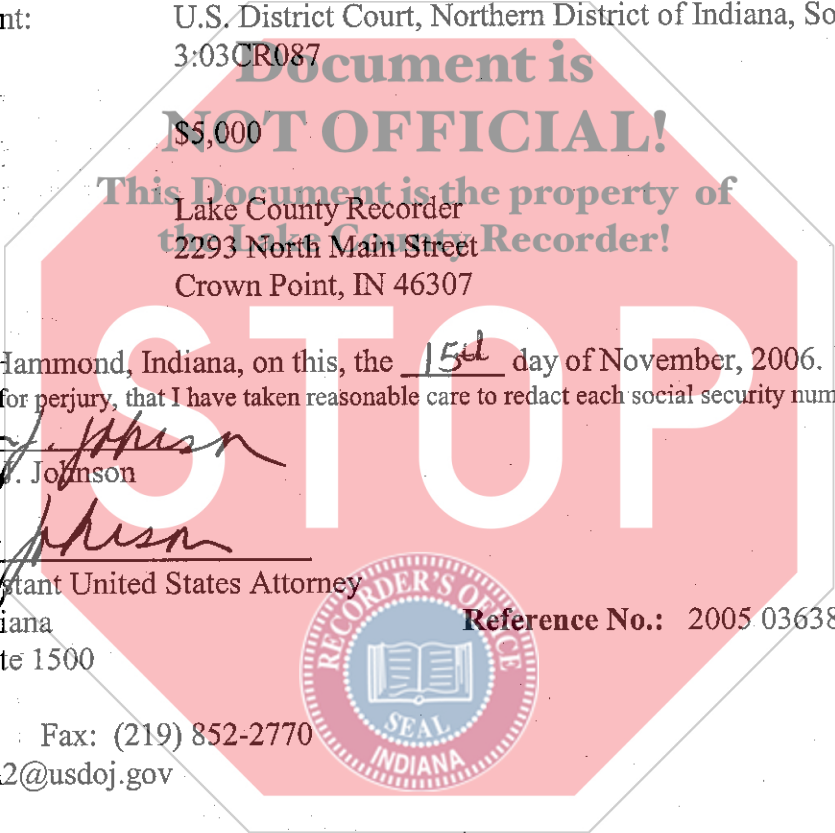 nt: U.S. District Court, Northern District of Indiana, So
3:03CR087
Document is
$5,000
NOT OFFICIAL!
This Document is the property of
Lake County Recorder
the Lake County Recorder!
2293 North Main Street
Crown Point, IN 46307
STOP
Hammond, Indiana, on this, the 15th day of November, 2006.
for perjury, that I have taken reasonable care to redact each social security num
J. Johnson
J. Johnson
Johnson
stant United States Attorney
iana
Reference No.: 2005 03638
te 1500
RECORDER'S OFFICE
SEAL
INDIANA
Fax: (219) 852-2770
2@usdoj.gov